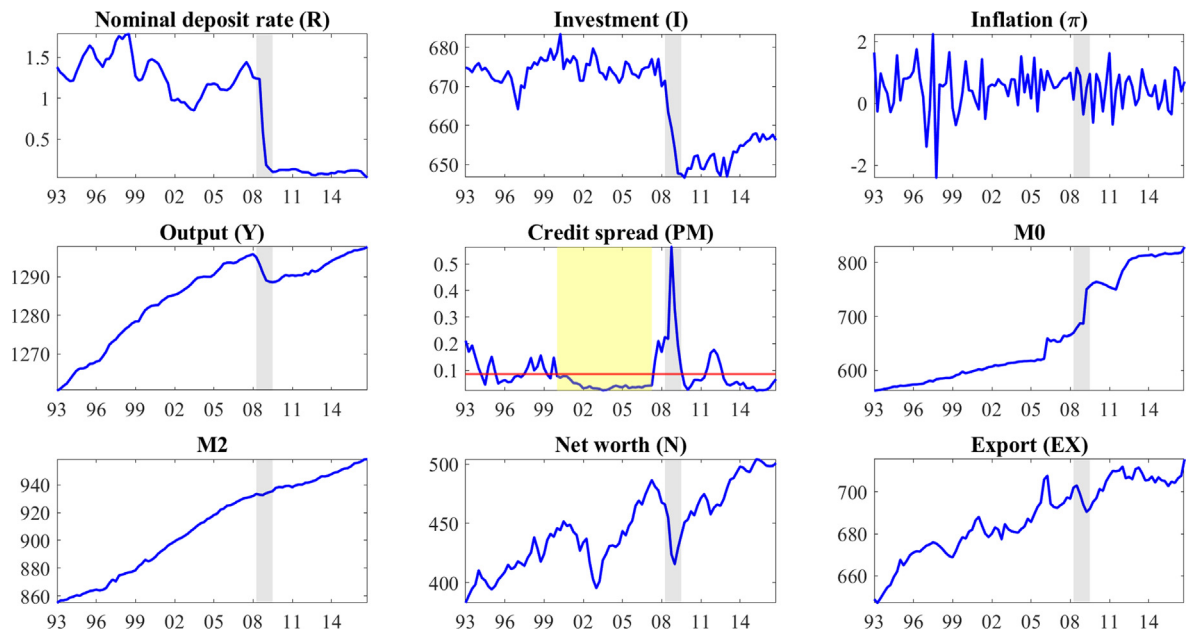 Nominal deposit rate (R)
1.5
1
0.5
93 96 99 02 05 08 11 14
Investment (I)
680
670
660
650
93 96 99 02 05 08 11 14
Inflation (π)
2
0
-2
93 96 99 02 05 08 11 14
Output (Y)
1290
1280
1270
93 96 99 02 05 08 11 14
Credit spread (PM)
0.5
0.4
0.3
0.2
0.1
93 96 99 02 05 08 11 14
M0
800
700
600
93 96 99 02 05 08 11 14
M2
940
920
900
880
860
93 96 99 02 05 08 11 14
Net worth (N)
500
450
400
93 96 99 02 05 08 11 14
Export (EX)
700
680
660
93 96 99 02 05 08 11 14